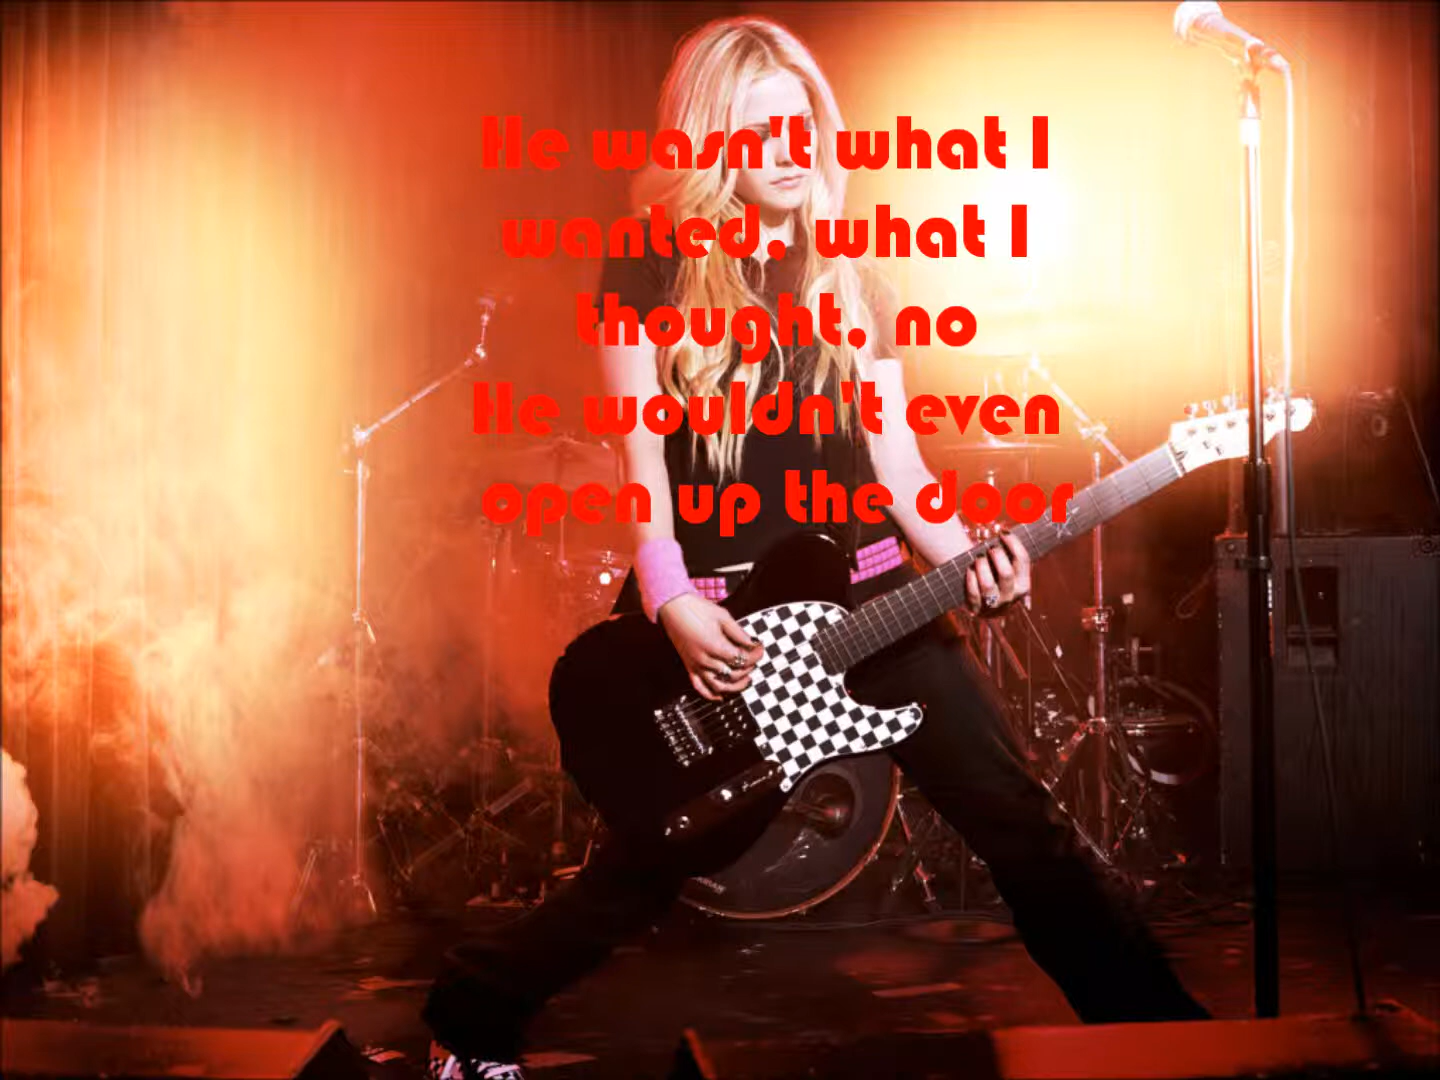 He wasn't what I
wanted, what I
thought, no
He wouldn't even
open up the door